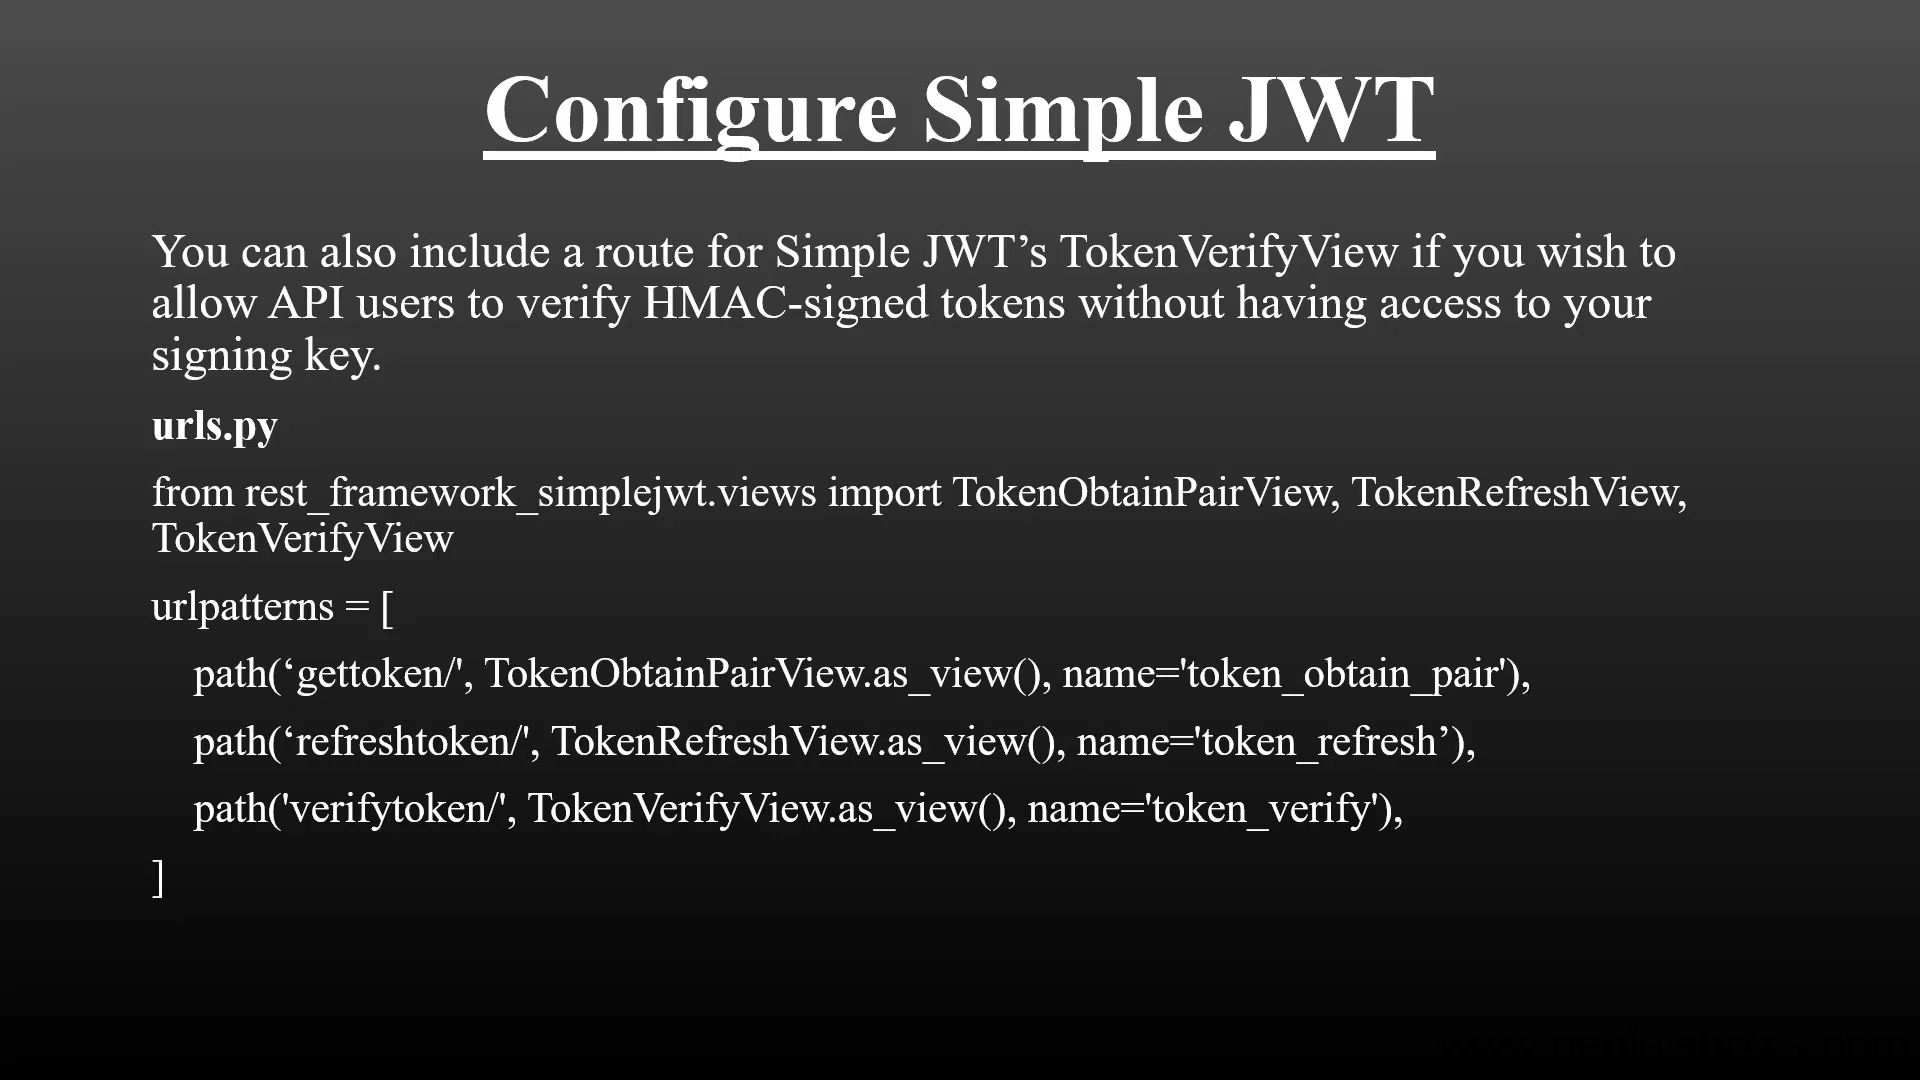 Configure Simple JWT
You can also include a route for Simple JWT’s TokenVerifyView if you wish to
allow API users to verify HMAC-signed tokens without having access to your
signing key.
urls.py
from rest_framework_simplejwt.views import TokenObtainPairView, TokenRefreshView,
TokenVerifyView
urlpatterns = [
path(‘gettoken/', TokenObtainPairView.as_view(), name='token_obtain_pair'),
path(‘refreshtoken/', TokenRefreshView.as_view(), name='token_refresh’),
path('verifytoken/', TokenVerifyView.as_view(), name='token_verify'),
]